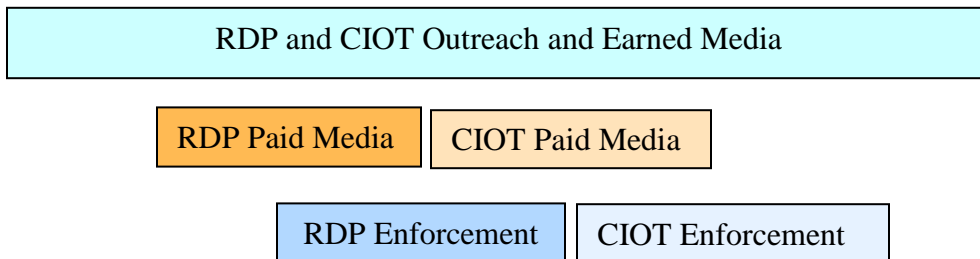 RDP and CIOT Outreach and Earned Media
RDP Paid Media
CIOT Paid Media
RDP Enforcement
CIOT Enforcement